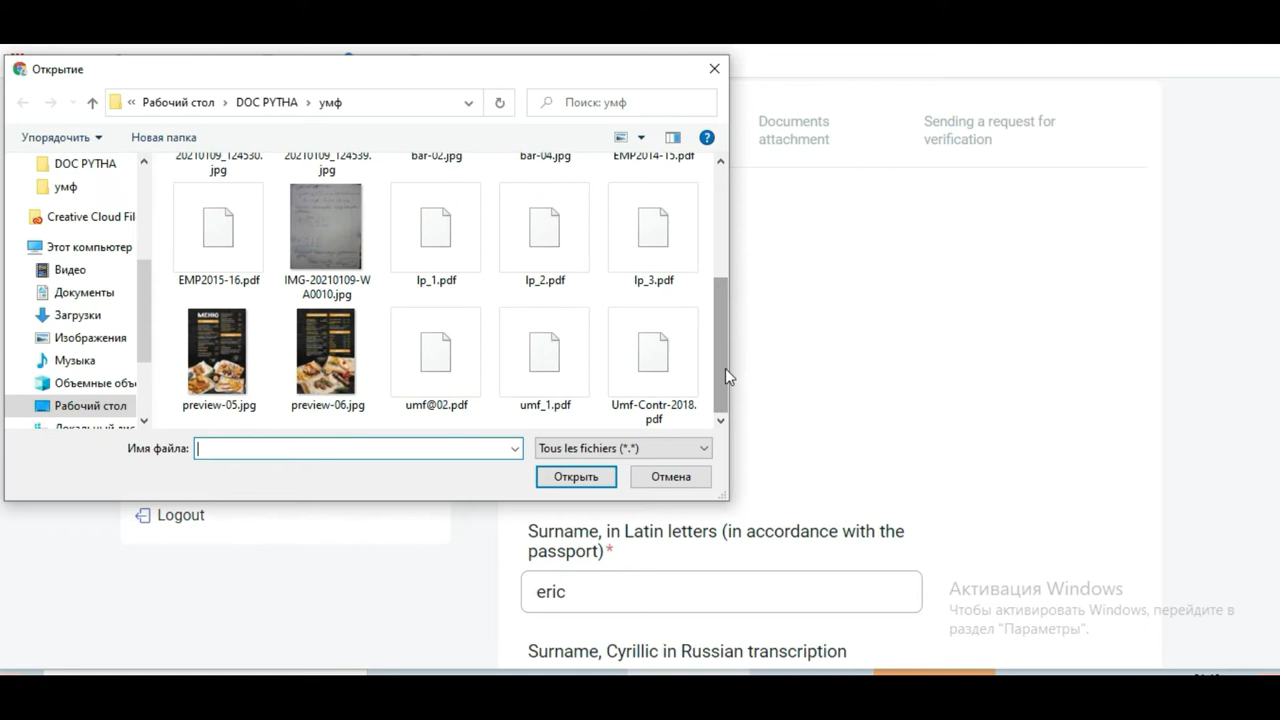 Открытие
« Рабочий стол › DOC PYTHA › умф
Поиск: умф
Упорядочить
Новая папка
Documents attachment
Sending a request for verification
DOC PYTHA
умф
Creative Cloud Fil
Этот компьютер
Видео
Документы
Загрузки
Изображения
Музыка
Объемные объ
Рабочий стол
Локальный дис
20210109_124530.jpg
20210109_124539.jpg
bar-02.jpg
bar-04.jpg
EMP2014-15.pdf
EMP2015-16.pdf
IMG-20210109-WA0010.jpg
lp_1.pdf
lp_2.pdf
lp_3.pdf
МЕНЮ
preview-05.jpg
preview-06.jpg
umf@02.pdf
umf_1.pdf
Umf-Contr-2018.pdf
Имя файла:
Tous les fichiers (*.*)
Открыть
Отмена
Logout
Surname, in Latin letters (in accordance with the
passport)*
eric
Surname, Cyrillic in Russian transcription
Активация Windows
Чтобы активировать Windows, перейдите в
раздел "Параметры".